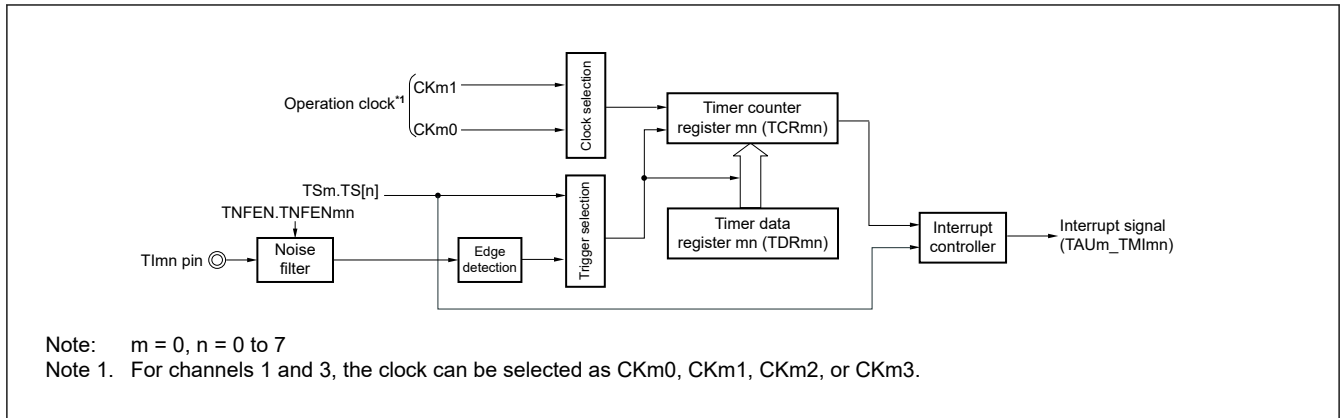 Operation clock*1
CKm1
CKm0
Clock selection
Timer counter
register mn (TCRmn)
TSm.TS[n]
TNFEN.TNFENmn
TImn pin
Noise
filter
Edge
detection
Trigger selection
Timer data
register mn (TDRmn)
Interrupt
controller
Interrupt signal
(TAUm_TMImn)
Note: m = 0, n = 0 to 7
Note 1. For channels 1 and 3, the clock can be selected as CKm0, CKm1, CKm2, or CKm3.